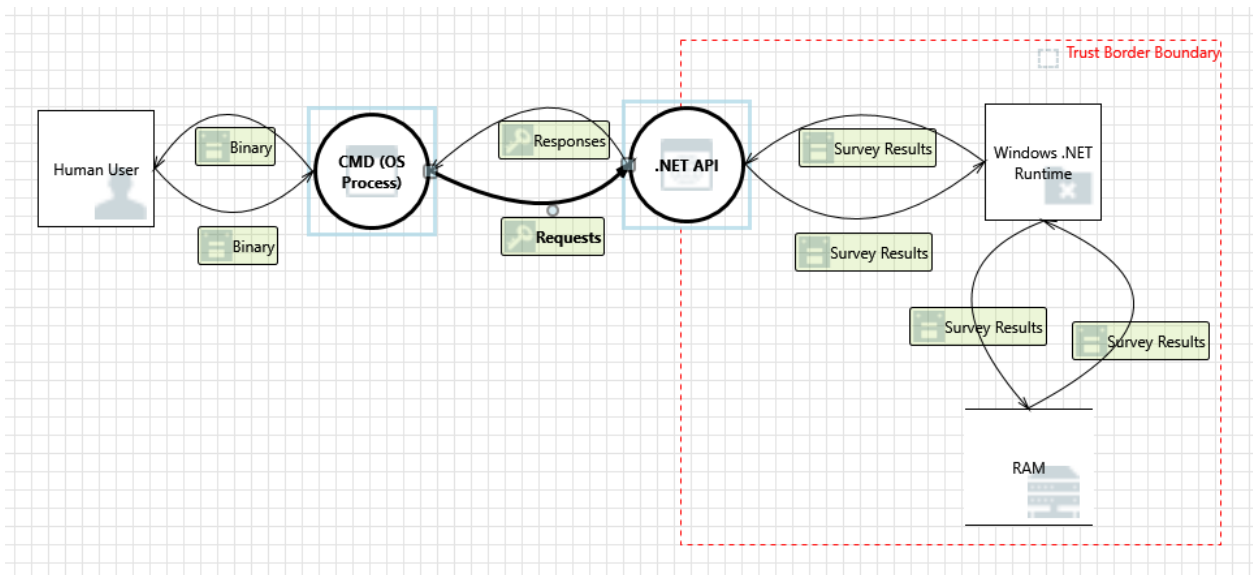 Trust Border Boundary
Human User
Binary
Binary
CMD (OS
Process)
Responses
Requests
.NET API
Survey Results
Survey Results
Windows .NET
Runtime
Survey Results
Survey Results
RAM